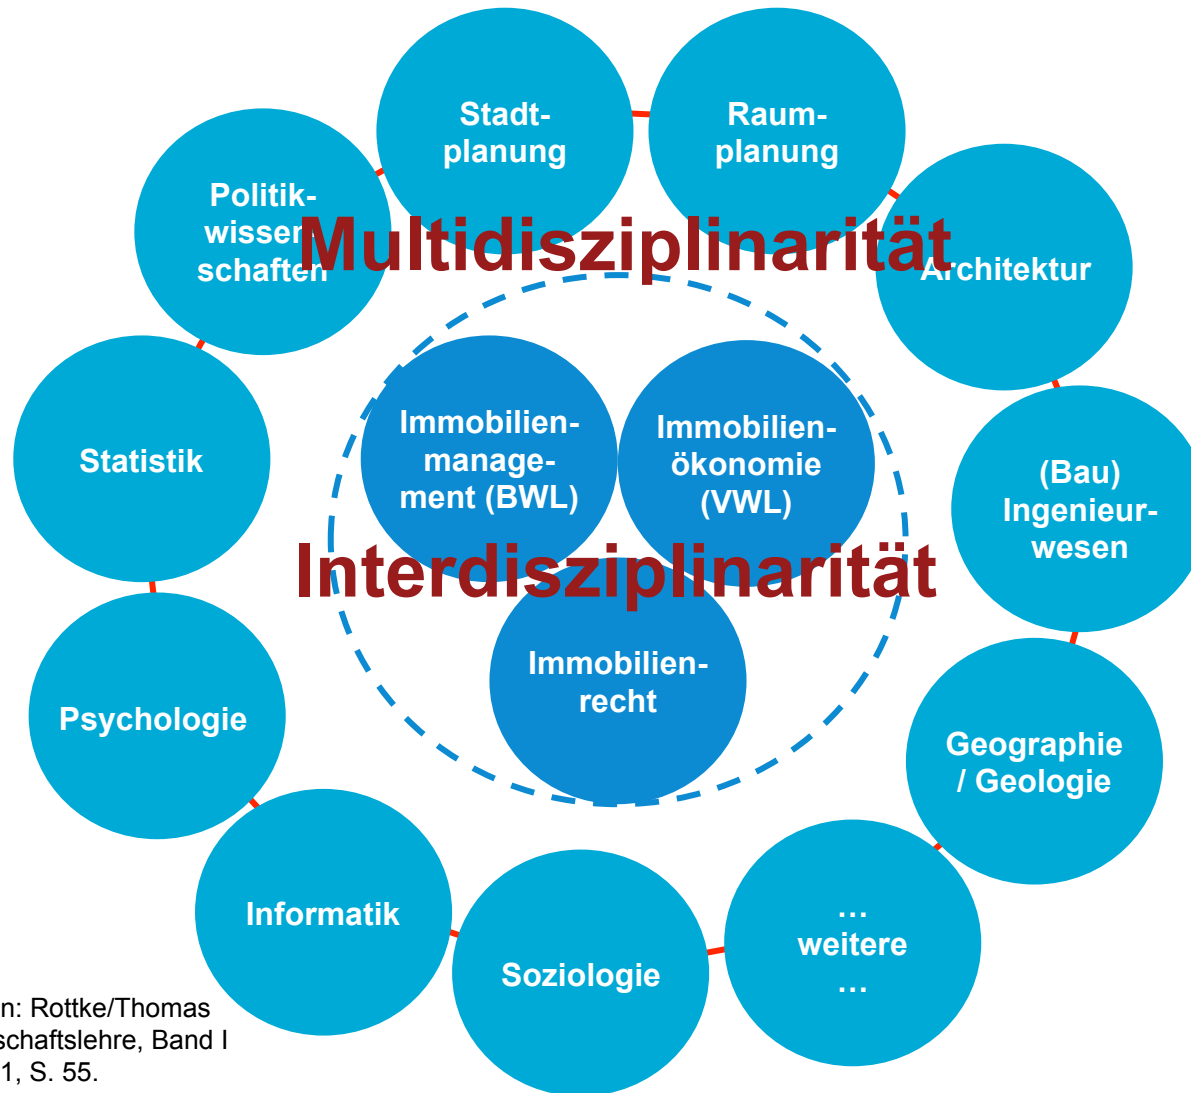 Stadt-
planung
Raum-
planung
Politik-
wissen-
schaften
Multidisziplinarität
Architektur
Immobilien-
manage-
ment (BWL)
Immobilien-
ökonomie
(VWL)
Statistik
(Bau)
Ingenieur-
wesen
Interdisziplinarität
Immobilien-
recht
Psychologie
Geographie
/ Geologie
Informatik
…
weitere
…
Soziologie
n: Rottke/Thomas
schaftslehre, Band I
1, S. 55.